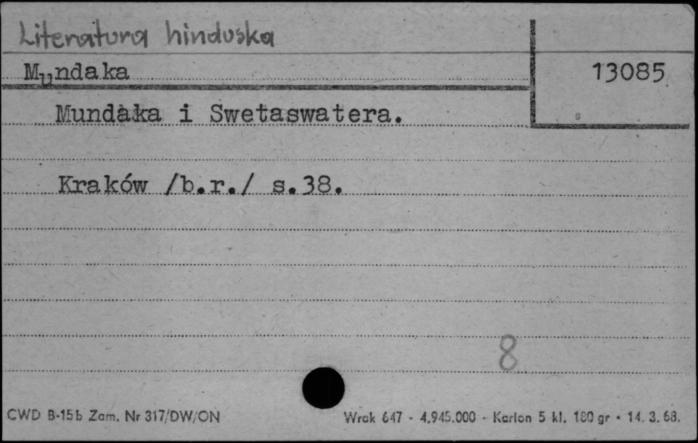 Literatura hinduska
Mundaka
13085
Mundaka i Swetaswatera.
Kraków /b.r./ s.38.
8
CWD B-15b Zam. Nr 317/DW/ON
Wrak 647 - 4.945.000 - Karton 5 kl. 180 gr • 14. 3. 68.